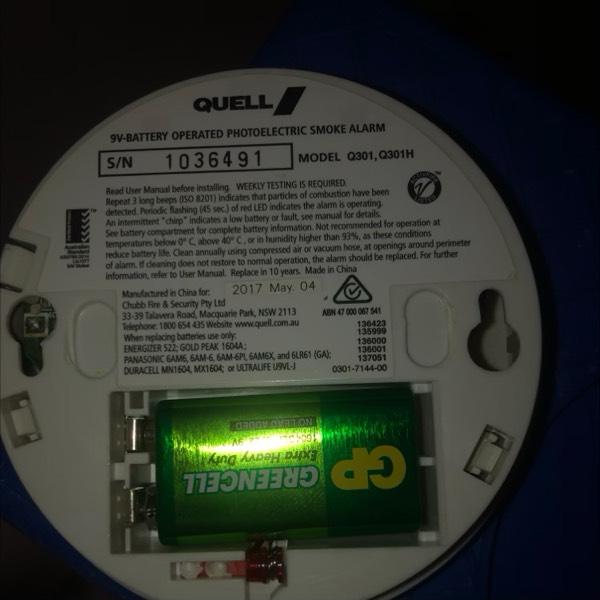 QUELL
9V-BATTERY OPERATED PHOTOELECTRIC SMOKE ALARM
S/N 1036491 MODEL Q301, Q301H
Read User Manual before installing. WEEKLY TESTING IS REQUIRED.
Repeat 3 long beeps (ISO 8201) indicates that particles of combustion have been
detected. Periodic flashing (45 sec.) of red LED indicates the alarm is operating.
An intermittent "chirp" indicates a low battery or fault, see manual for details.
See battery compartment for complete battery information. Not recommended for operation at
temperatures below 0° C, above 40° C, or in humidity higher than 93%, as these conditions
reduce battery life. Clean annually using compressed air or vacuum hose, at openings around perimeter
of alarm. If cleaning does not restore to normal operation, the alarm should be replaced. For further
information, refer to User Manual. Replace in 10 years. Made in China
Australian
Standard
Manufactured in China for: 2017 May. 04
Chubb Fire & Security Pty Ltd
33-39 Talavera Road, Macquarie Park, NSW 2113
Telephone: 1800 654 435 Website www.quell.com.au
ABN 47 000 067 541
When replacing batteries use only:
ENERGIZER 522; GOLD PEAK 1604A;
PANASONIC 6AM6, 6AM-6, 6AM-6PI, 6AM6X, and 6LR61 (GA);
DURACELL MN1604, MX1604; or ULTRALIFE U9VL-J
136423
135999
136000
136001
137051
0301-7144-00
GP
GREENCELL
Extra Heavy Duty
9V
NO LEAD ADDED